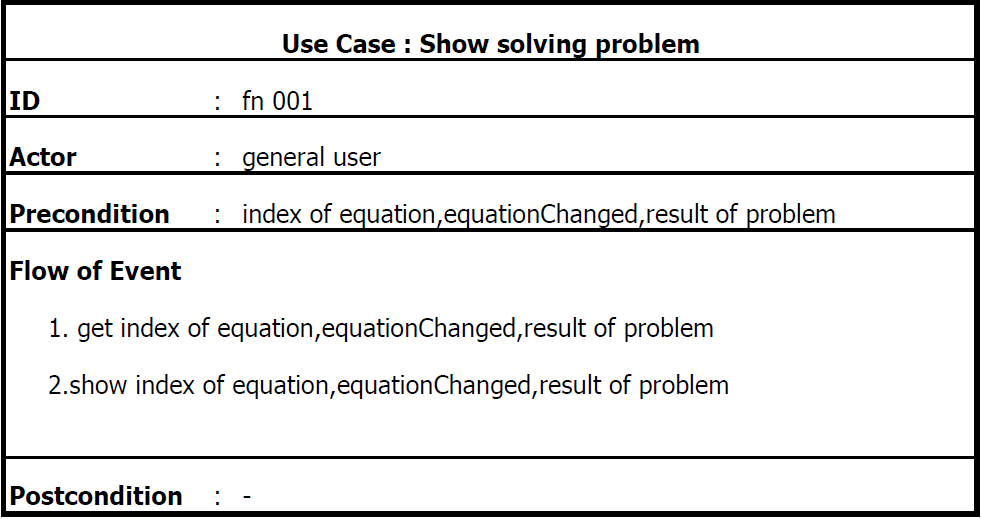 Use Case : Show solving problem
ID : fn 001
Actor : general user
Precondition : index of equation,equationChanged,result of problem
Flow of Event
1. get index of equation,equationChanged,result of problem
2.show index of equation,equationChanged,result of problem
Postcondition : -